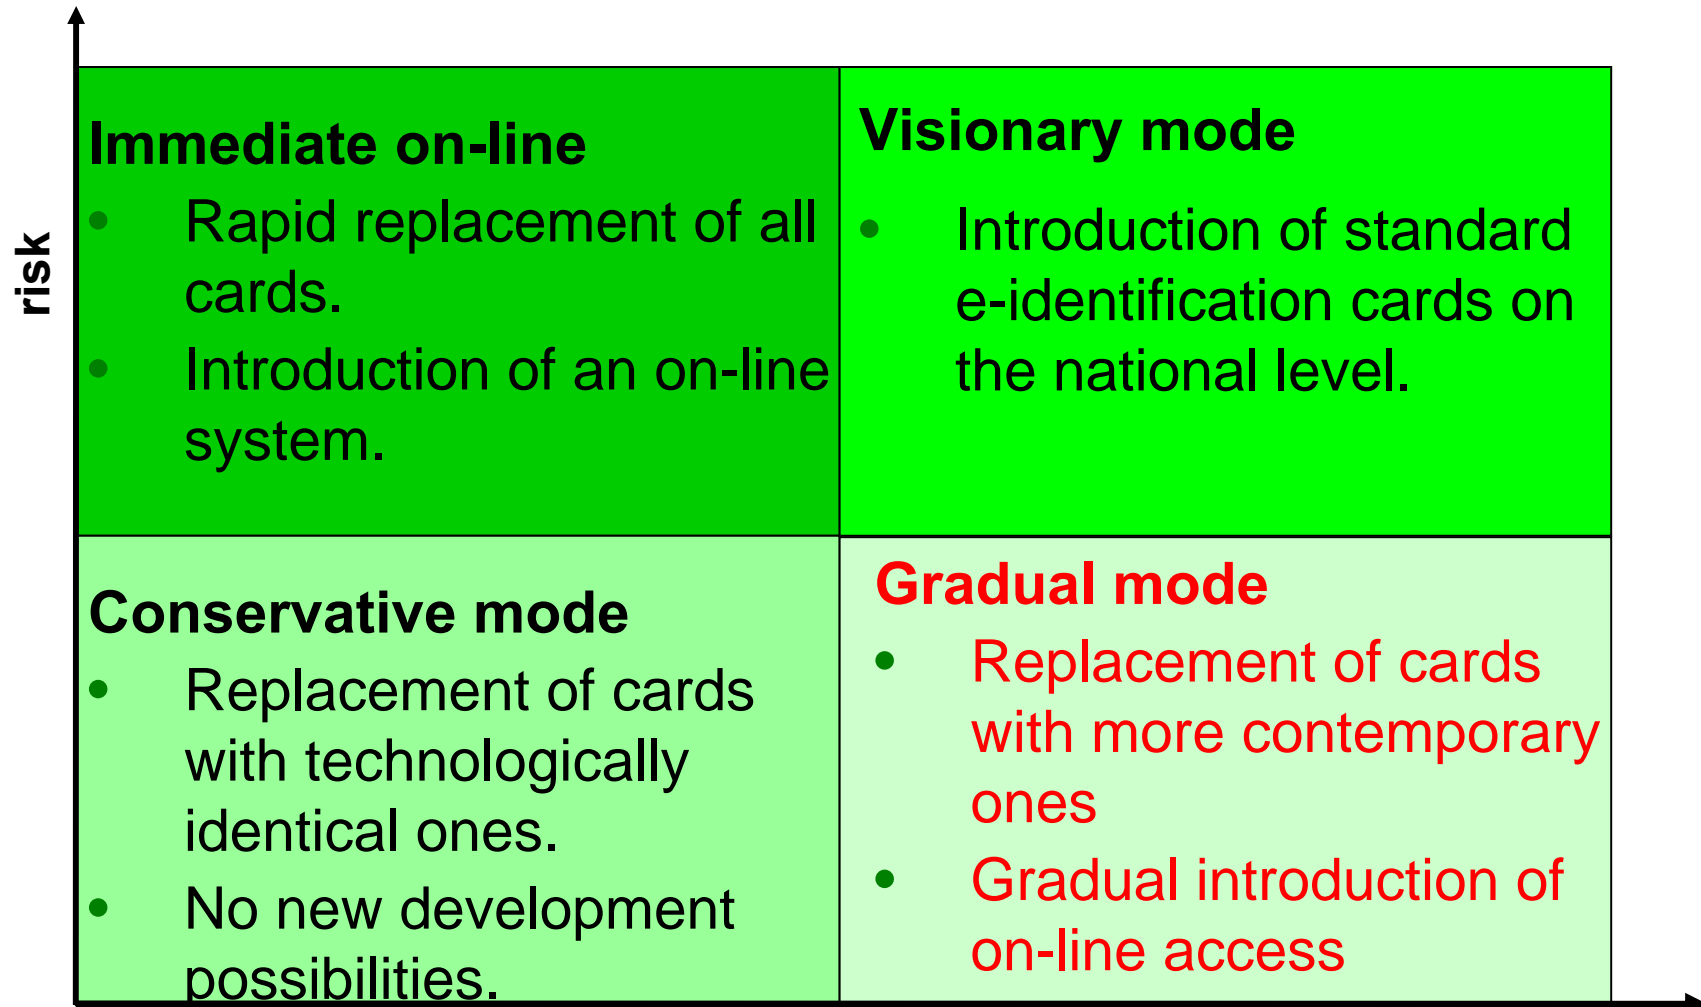 risk
Immediate on-line
• Rapid replacement of all
cards.
• Introduction of an on-line
system.
Visionary mode
• Introduction of standard
e-identification cards on
the national level.
Conservative mode
• Replacement of cards
with technologically
identical ones.
• No new development
possibilities.
Gradual mode
• Replacement of cards
with more contemporary
ones
• Gradual introduction of
on-line access